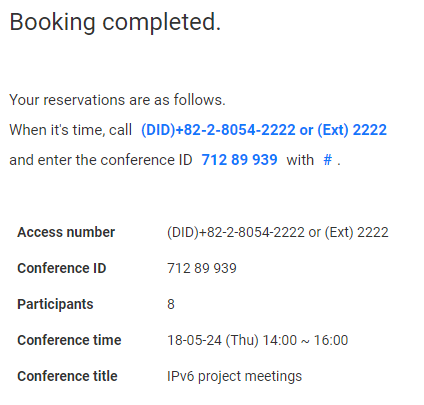 Booking completed.
Your reservations are as follows.
When it's time, call (DID)+82-2-8054-2222 or (Ext) 2222
and enter the conference ID 712 89 939 with # .
Access number (DID)+82-2-8054-2222 or (Ext) 2222
Conference ID 712 89 939
Participants 8
Conference time 18-05-24 (Thu) 14:00 ~ 16:00
Conference title IPv6 project meetings